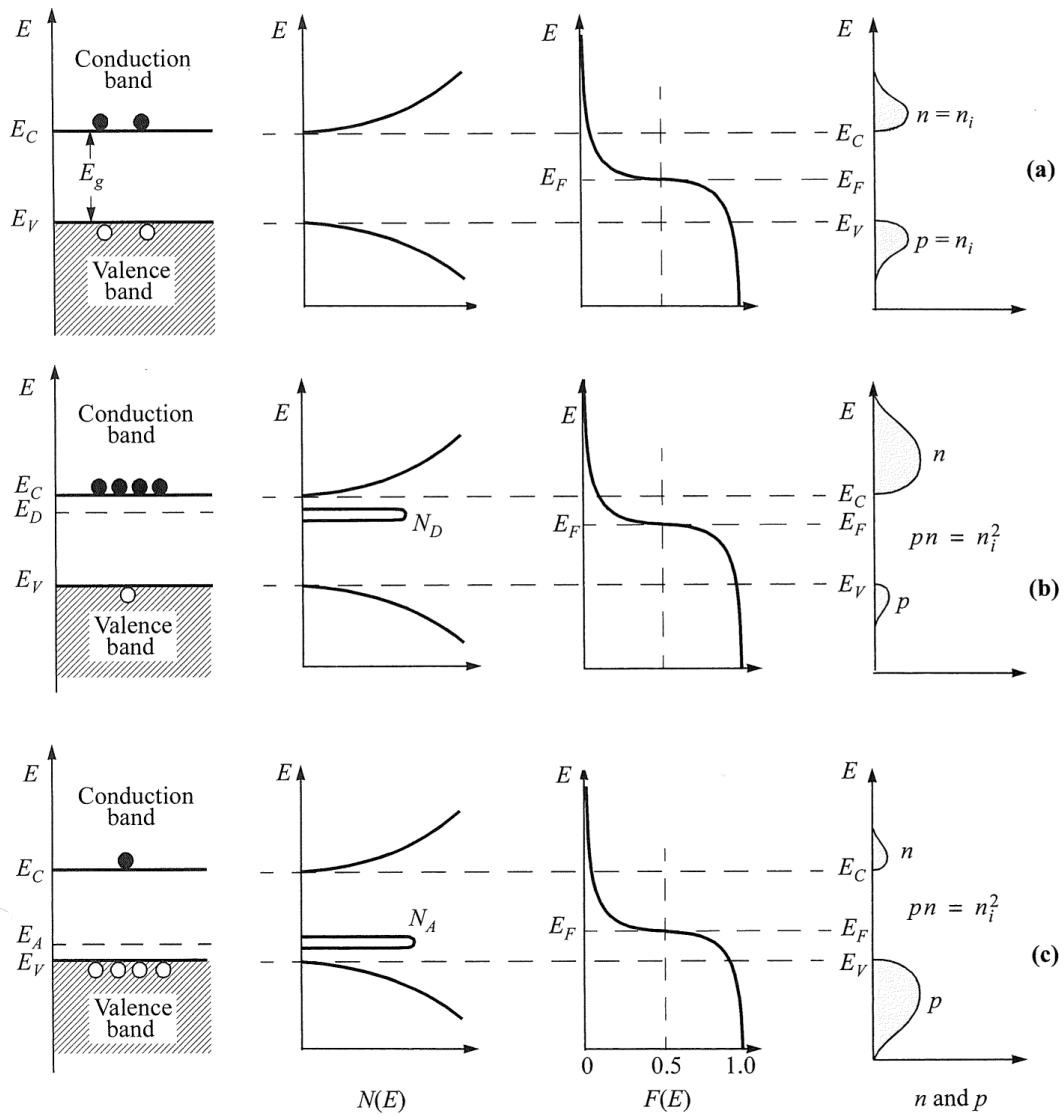 E
Conduction
band
E_C
E_g
E_V
Valence
band
E
E
E_F
E
n = n_i
E_C
E_F
E_V
p = n_i
(a)
E
Conduction
band
E_C
E_D
E_V
Valence
band
E
N_D
E
E_F
E
n
E_C
E_F
pn = n_i^2
E_V
p
(b)
E
Conduction
band
E_C
E_A
E_V
Valence
band
E
N_A
E
E_F
E
n
E_C
pn = n_i^2
E_F
E_V
(c)
p
0 0.5 1.0
N(E)
F(E)
n and p